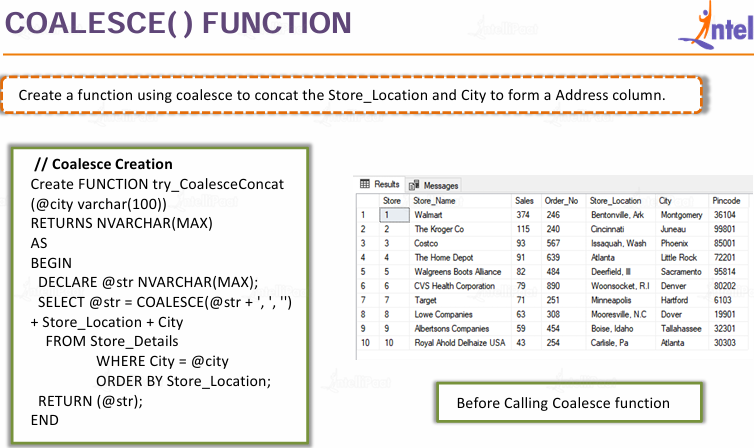 COALESCE( ) FUNCTION
ntel
Create a function using coalesce to concat the Store_Location and City to form a Address column.
// Coalesce Creation
Create FUNCTION try_CoalesceConcat
(@city varchar(100))
RETURNS NVARCHAR(MAX)
AS
BEGIN
DECLARE @str NVARCHAR(MAX);
SELECT @str = COALESCE(@str + ', ', '')
+ Store_Location + City
FROM Store_Details
WHERE City = @city
ORDER BY Store_Location;
RETURN (@str);
END
Results Messages
Store Store_Name Sales Order_No Store_Location City Pincode
1 1 Walmart 374 246 Bentonville, Ark Montgomery 36104
2 2 The Kroger Co 115 240 Cincinnati Juneau 99801
3 3 Costco 93 567 Issaquah, Wash Phoenix 85001
4 4 The Home Depot 91 639 Atlanta Little Rock 72201
5 5 Walgreens Boots Alliance 82 484 Deerfield, Ill Sacramento 95814
6 6 CVS Health Corporation 79 890 Woonsocket, R.I Denver 80202
7 7 Target 71 251 Minneapolis Hartford 6103
8 8 Lowe Companies 63 308 Mooresville, N.C Dover 19901
9 9 Albertsons Companies 59 454 Boise, Idaho Tallahassee 32301
10 10 Royal Ahold Delhaize USA 43 254 Carlisle, Pa Atlanta 30303
Before Calling Coalesce function